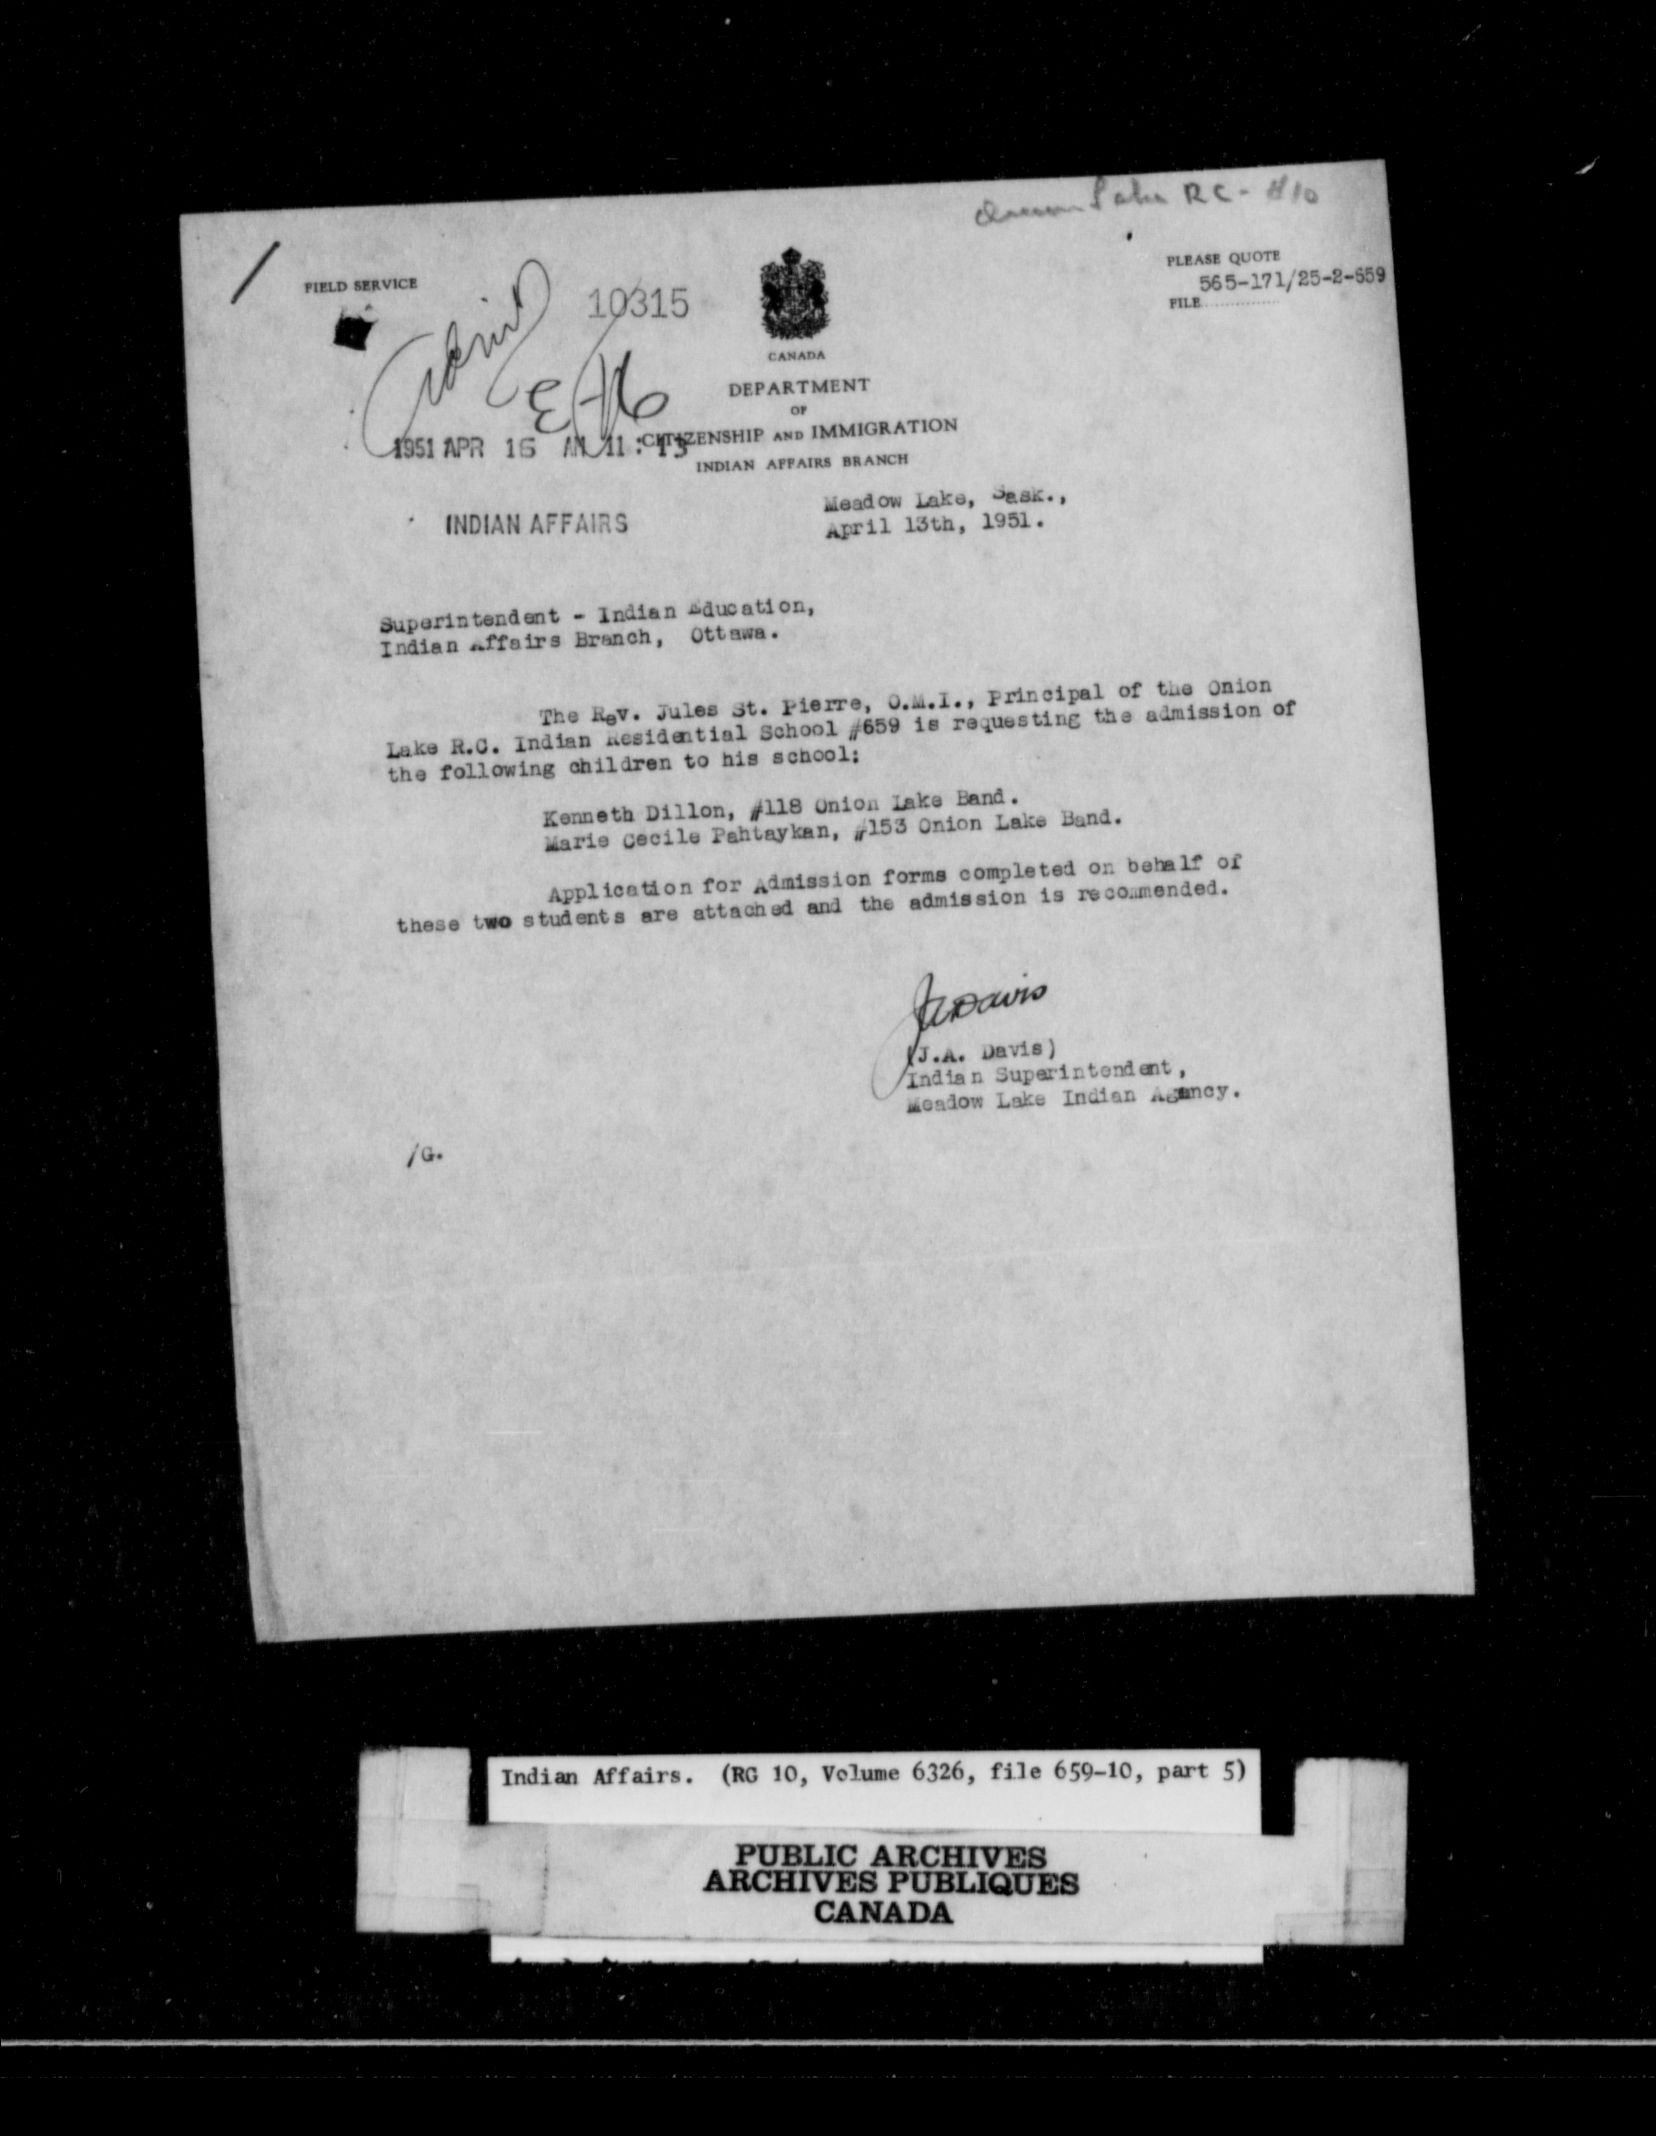 Lake RC - #10
FIELD SERVICE
10315
PLEASE QUOTE
565-171/25-2-659
FILE
CANADA
DEPARTMENT
OF
CITIZENSHIP AND IMMIGRATION
INDIAN AFFAIRS BRANCH
Admit
1951 APR 16 AM 11:13
INDIAN AFFAIRS
Meadow Lake, Sask.,
April 13th, 1951.
Superintendent - Indian Education,
Indian Affairs Branch, Ottawa.
The Rev. Jules St. Pierre, O.M.I., Principal of the Onion
Lake R.C. Indian Residential School #659 is requesting the admission of
the following children to his school:
Kenneth Dillon, #118 Onion Lake Band.
Marie Cecile Pahtaykan, #153 Onion Lake Band.
Application for Admission forms completed on behalf of
these two students are attached and the admission is recommended.
JADavis
(J.A. Davis)
Indian Superintendent,
Meadow Lake Indian Agency.
/G.
Indian Affairs. (RG 10, Volume 6326, file 659-10, part 5)
PUBLIC ARCHIVES
ARCHIVES PUBLIQUES
CANADA